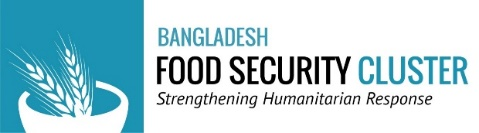 BANGLADESH
FOOD SECURITY CLUSTER
Strengthening Humanitarian Response